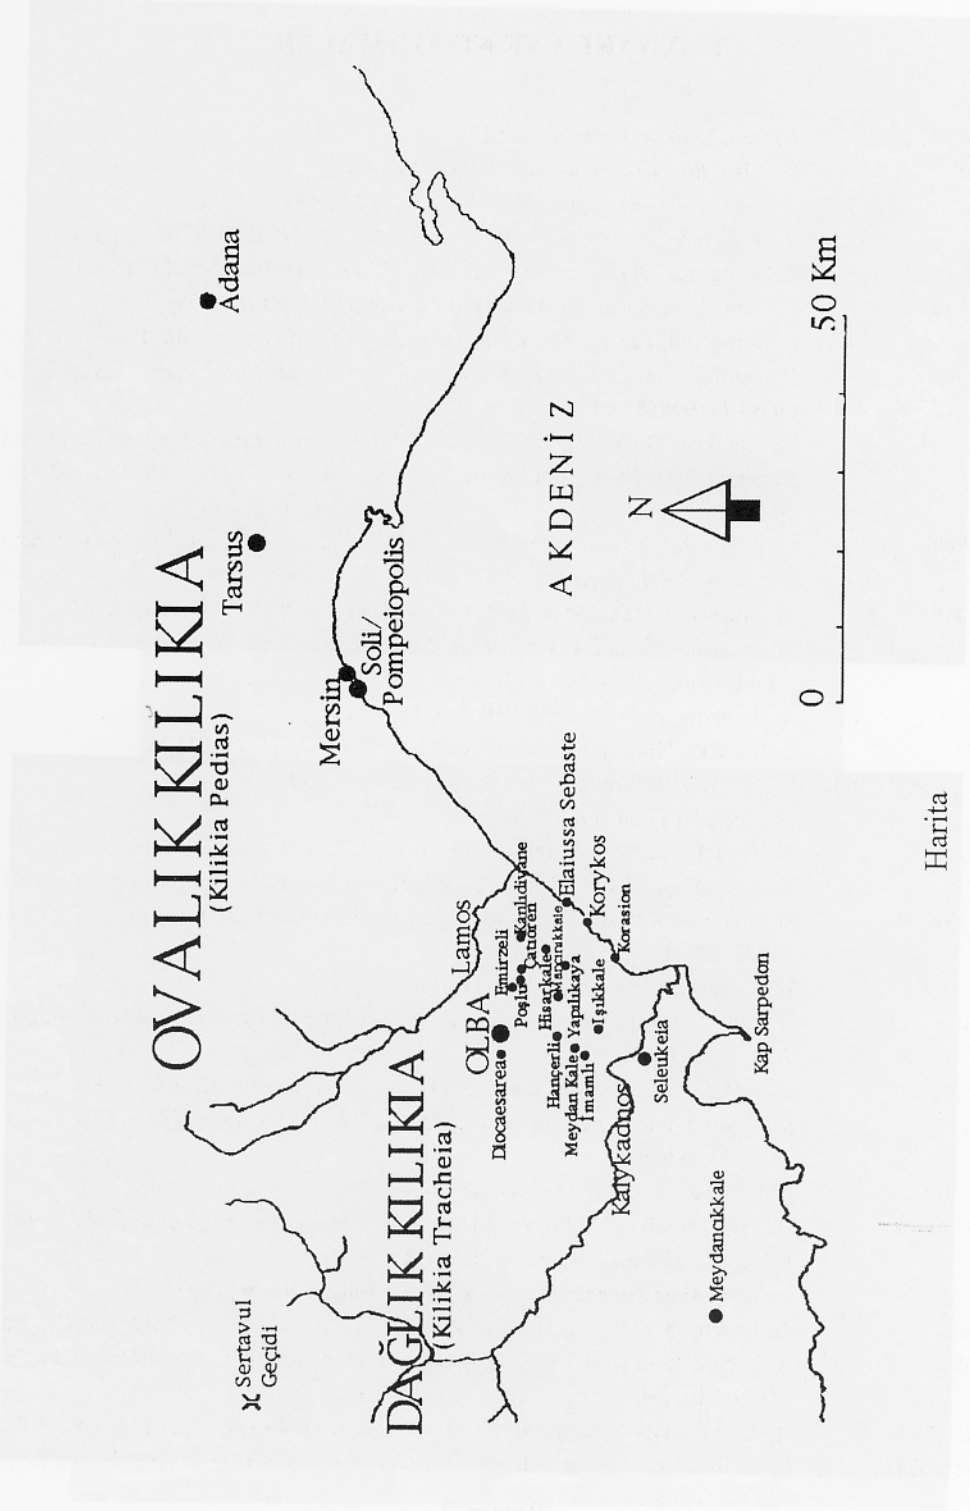 OVALIK KILIKIA
(Kilikia Pedias)
Adana
Tarsus
Mersin
Soli/
Pompeiopolis
DAĞLIK KILIKIA
(Kilikia Tracheia)
Sertavul
Geçidi
Lamos
OLBA
Diocaesarea
Emirzeli
Kanlıdivane
Poşlu
Çatıören
Hisarkale
Hançerli
Yapılıkaya
Meydan Kale
İmamlı
Işıkkale
Elaiussa Sebaste
Korykos
Korasion
Kalykadnos
Seleukeia
Kap Sarpedon
Meydancıkkale
AKDENİZ
N
0
50 Km
Harita